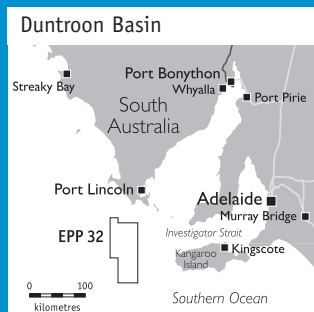 Duntroon Basin
Streaky Bay
Port Bonython
Whyalla
Port Pirie
South
Australia
Port Lincoln
Adelaide
Murray Bridge
EPP 32
Investigator Strait
Kangaroo
Island
Kingscote
0 100
kilometres
Southern Ocean